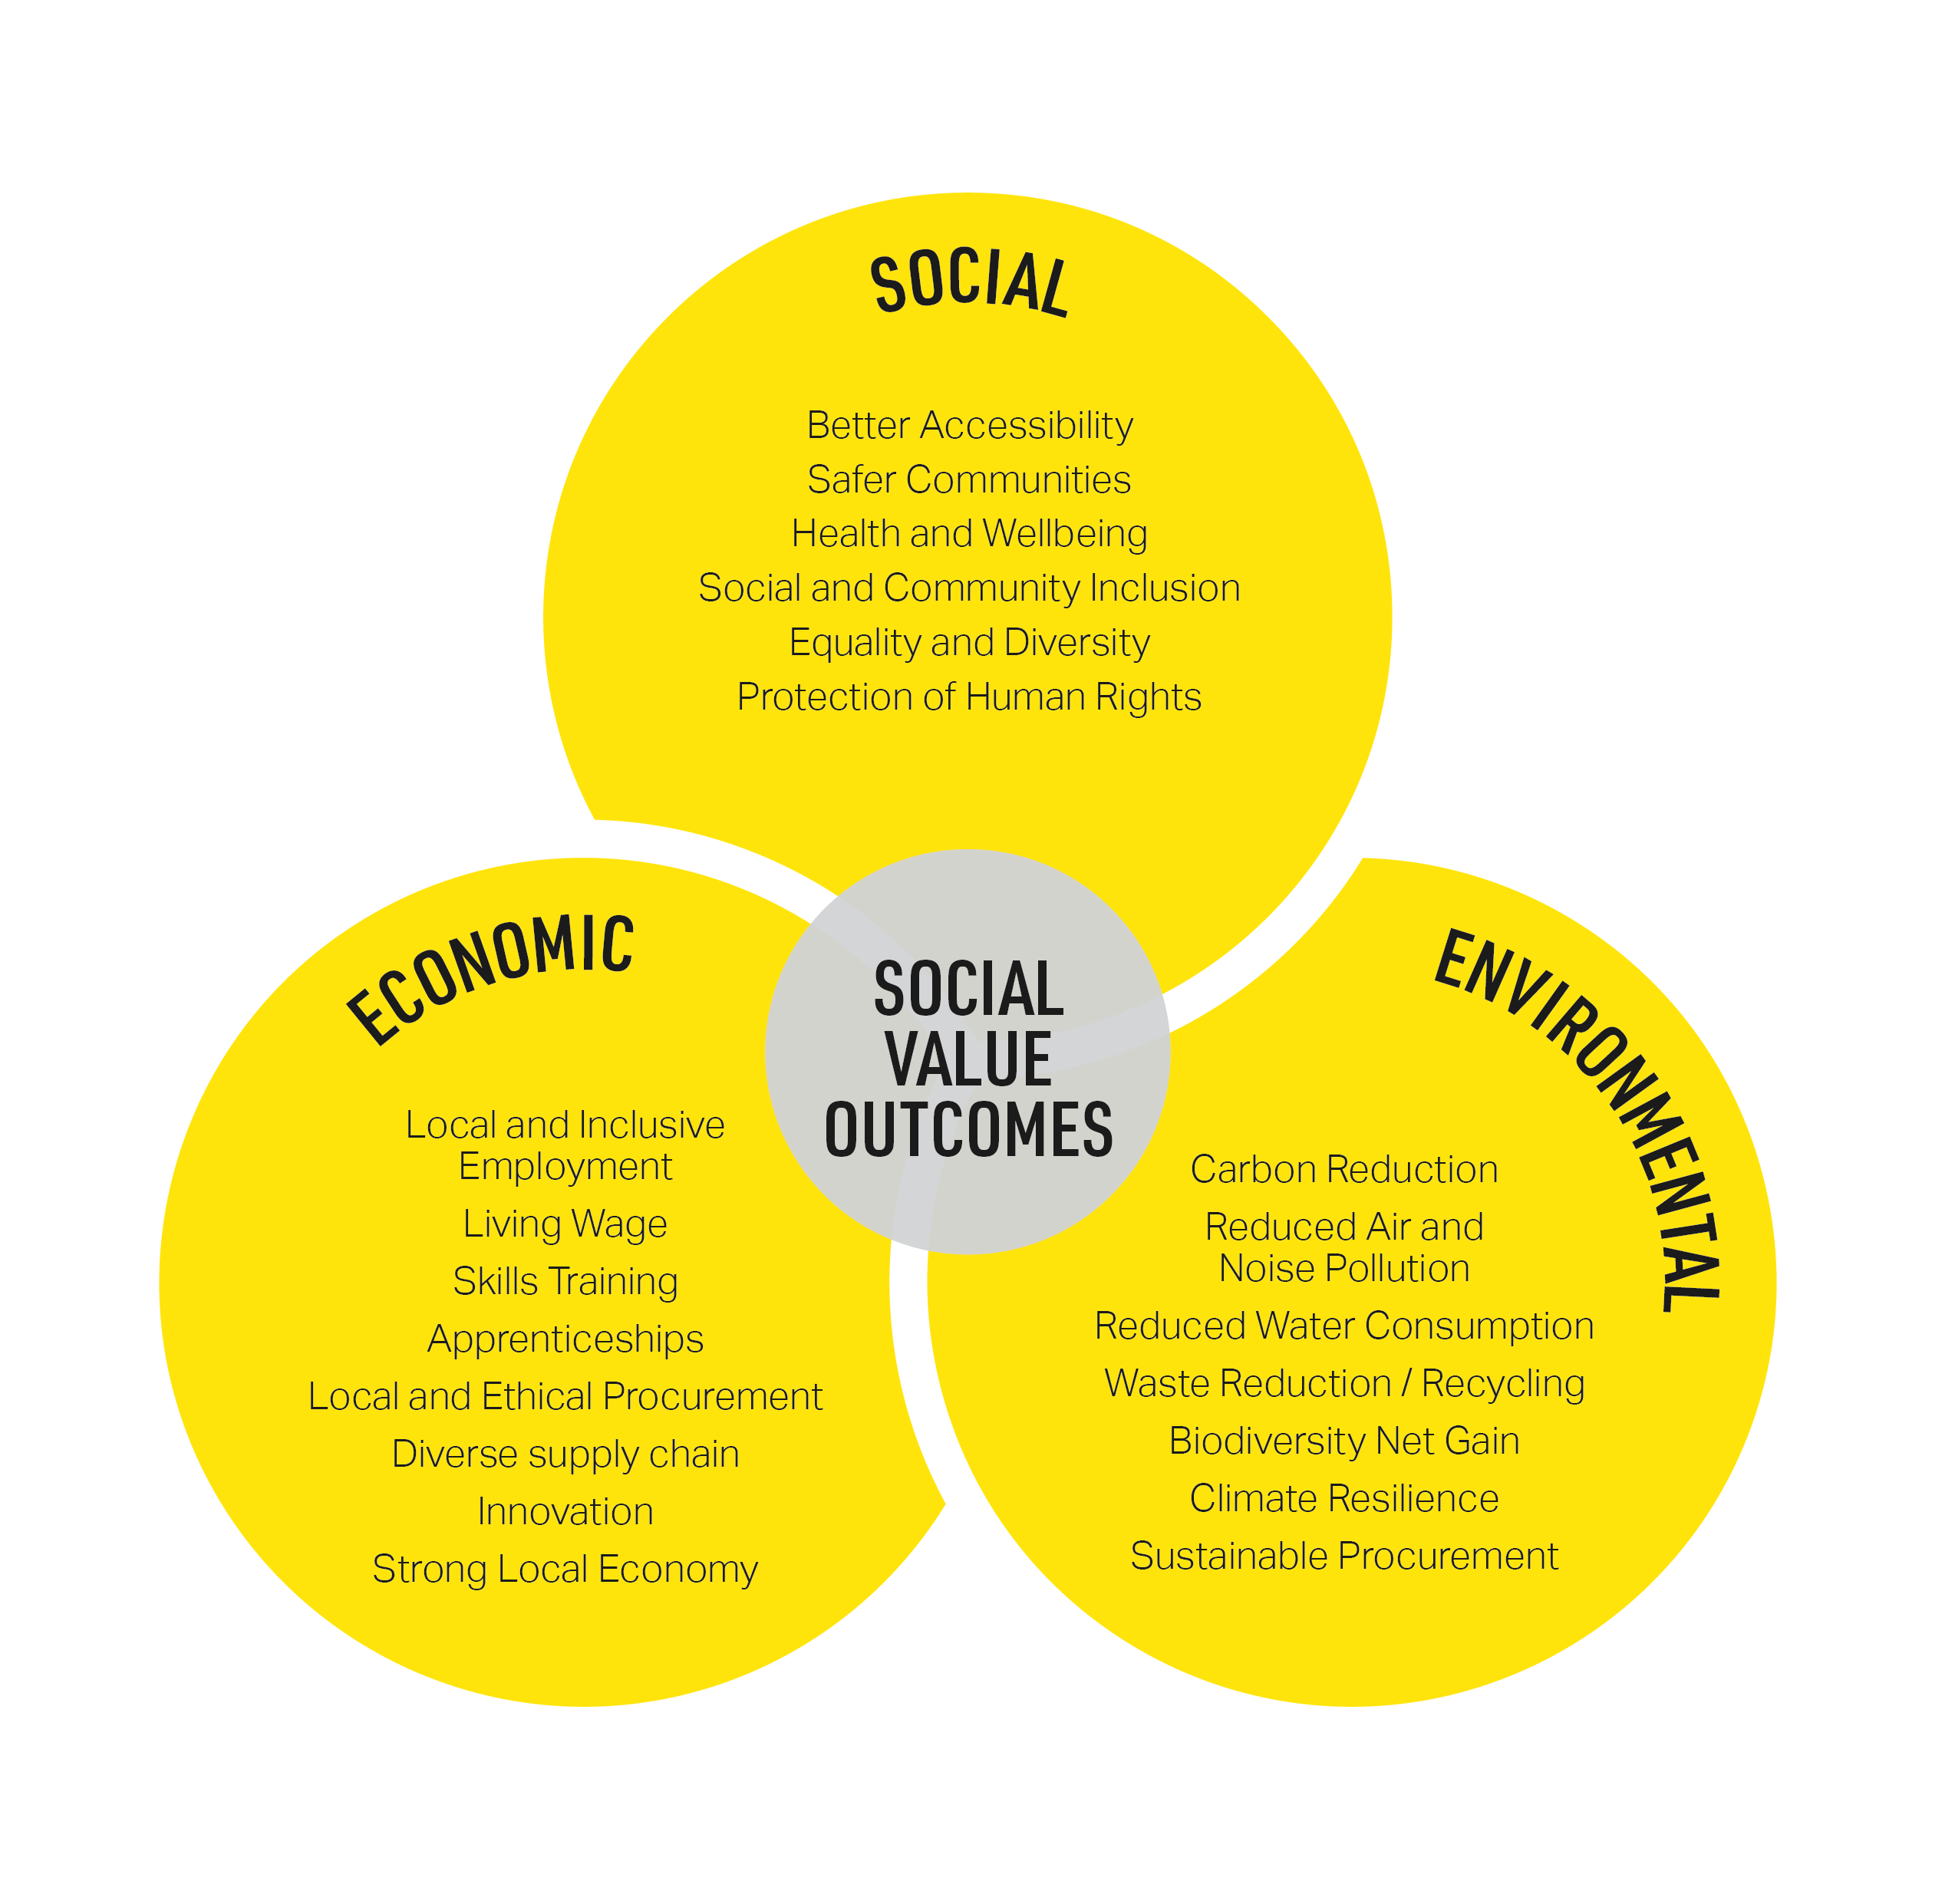 SOCIAL
Better Accessibility
Safer Communities
Health and Wellbeing
Social and Community Inclusion
Equality and Diversity
Protection of Human Rights
SOCIAL
VALUE
OUTCOMES
ECONOMIC
Local and Inclusive
Employment
Living Wage
Skills Training
Apprenticeships
Local and Ethical Procurement
Diverse supply chain
Innovation
Strong Local Economy
ENVIRONMENTAL
Carbon Reduction
Reduced Air and
Noise Pollution
Reduced Water Consumption
Waste Reduction / Recycling
Biodiversity Net Gain
Climate Resilience
Sustainable Procurement